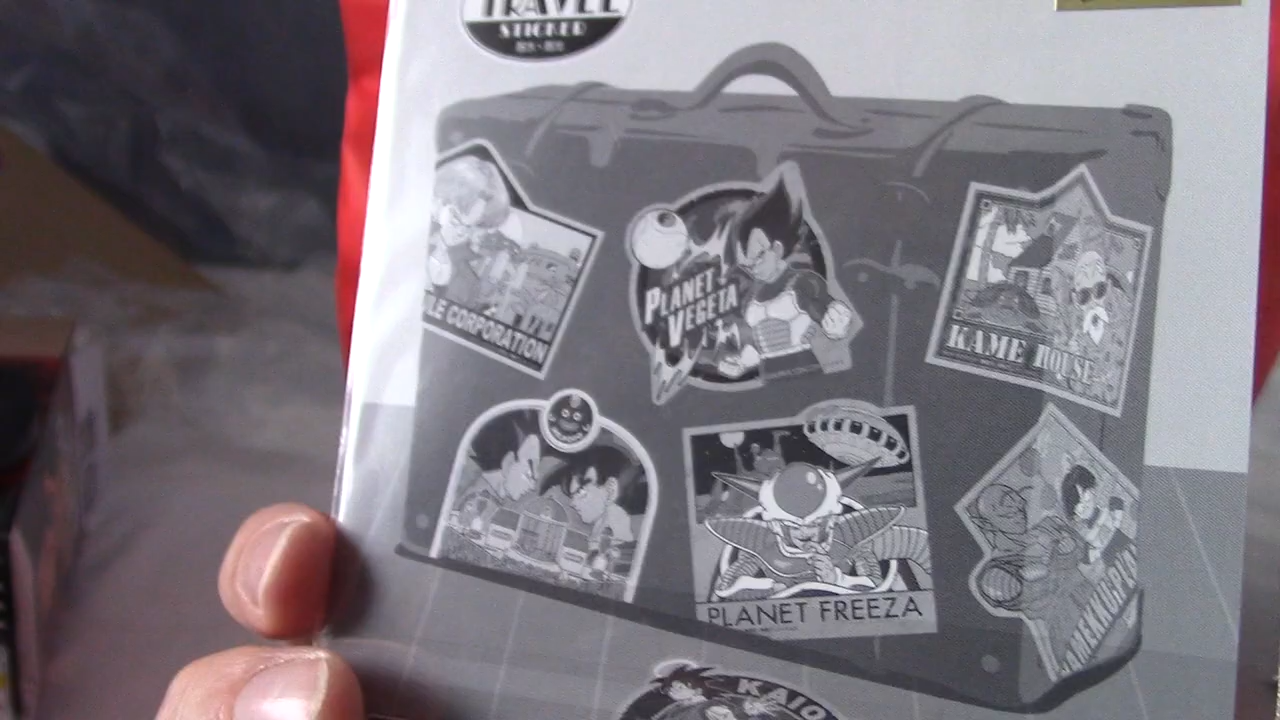 TRAVEL
STICKER
LE CORPORATION
PLANET
VEGETA
KAME HOUSE
PLANET FREEZA
KAIO